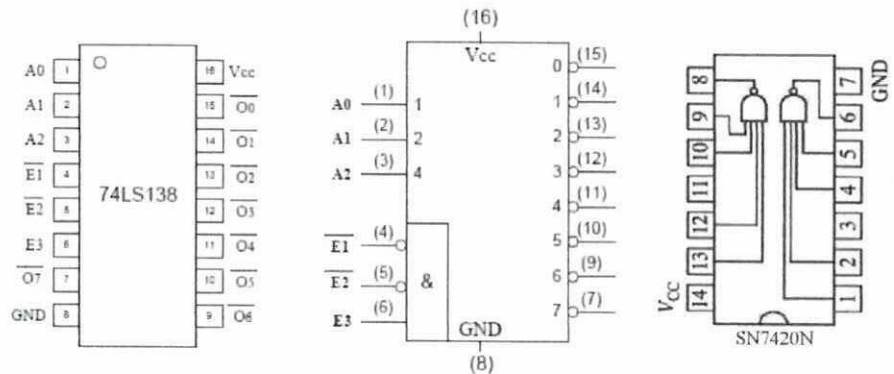 A0 1 16 Vcc
A1 2 15 O0
A2 3 14 O1
E1 4 13 O2
E2 5 12 O3
E3 6 11 O4
O7 7 10 O5
GND 8 9 O6
74LS138
(16)
Vcc
A0 (1) 1
A1 (2) 2
A2 (3) 4
E1 (4)
E2 (5)
E3 (6)
&
0 (15)
1 (14)
2 (13)
3 (12)
4 (11)
5 (10)
6 (9)
7 (7)
GND
(8)
8 7 GND
9 6
10 5
11 4
12 3
13 2
VCC 14 1
SN7420N